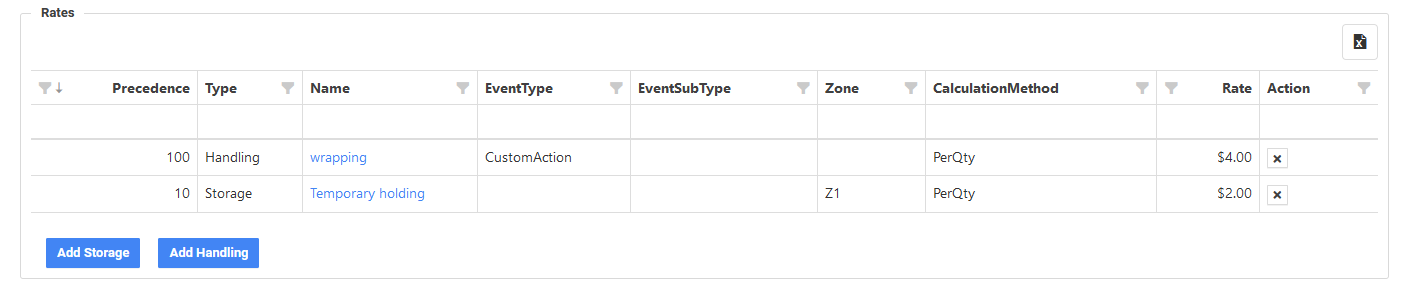 Rates
Precedence Type Name EventType EventSubType Zone CalculationMethod Rate Action
100 Handling wrapping CustomAction PerQty $4.00
10 Storage Temporary holding Z1 PerQty $2.00
Add Storage Add Handling